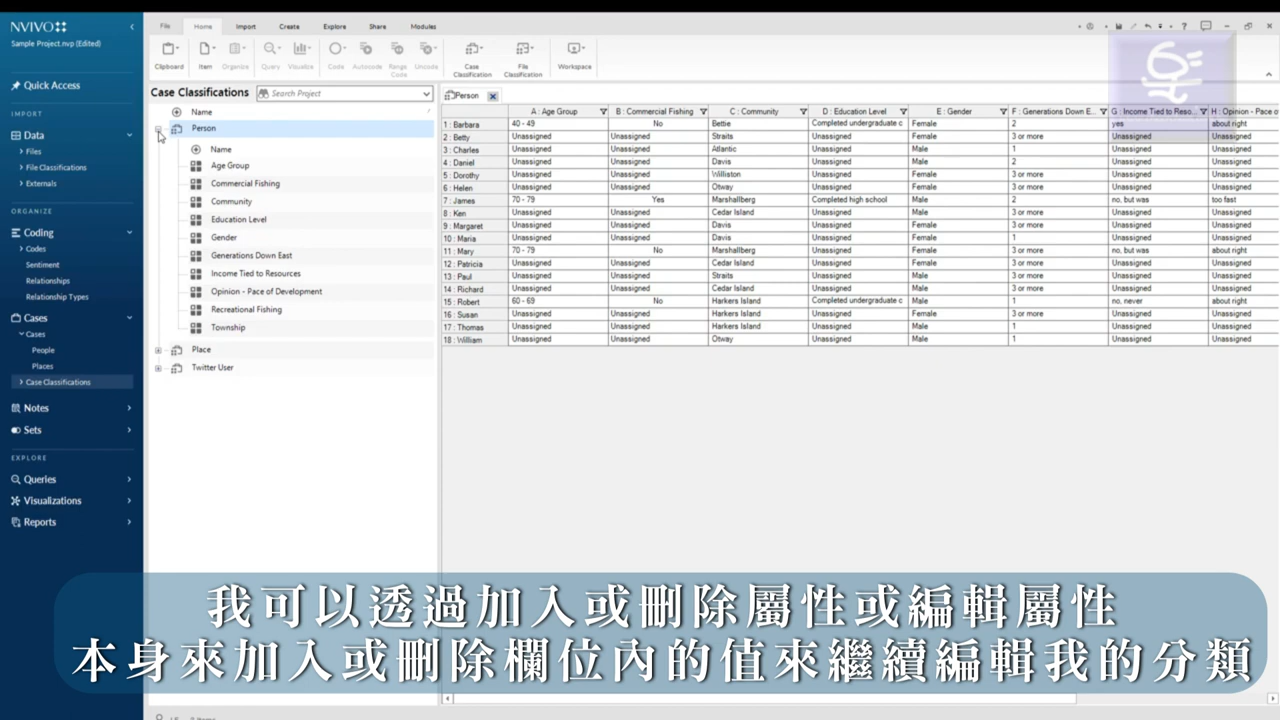 NVIVO
Sample Project.nvp (Edited)
Quick Access
IMPORT
Data
Files
File Classifications
Externals
ORGANIZE
Coding
Codes
Sentiment
Relationships
Relationship Types
Cases
Cases
People
Places
Case Classifications
Notes
Sets
EXPLORE
Queries
Visualizations
Reports
File Home Import Create Explore Share Modules
Clipboard Item Organize Query Visualize Code Autocode Range Code Uncode Case Classification File Classification Workspace
Case Classifications Search Project
Name
Person
Name
Age Group
Commercial Fishing
Community
Education Level
Gender
Generations Down East
Income Tied to Resources
Opinion - Pace of Development
Recreational Fishing
Township
Place
Twitter User
Person
A : Age Group B : Commercial Fishing C : Community D : Education Level E : Gender F : Generations Down E... G : Income Tied to Reso... H : Opinion - Pace o
1 : Barbara 40 - 49 No Bettie Completed undergraduate c Female 2 yes about right
2 : Betty Unassigned Unassigned Straits Unassigned Female 3 or more Unassigned Unassigned
3 : Charles Unassigned Unassigned Atlantic Unassigned Male 1 Unassigned Unassigned
4 : Daniel Unassigned Unassigned Davis Unassigned Male 2 Unassigned Unassigned
5 : Dorothy Unassigned Unassigned Williston Unassigned Female 3 or more Unassigned Unassigned
6 : Helen Unassigned Unassigned Otway Unassigned Female 3 or more Unassigned Unassigned
7 : James 70 - 79 Yes Marshallberg Completed high school Male 2 no, but was too fast
8 : Ken Unassigned Unassigned Cedar Island Unassigned Male 3 or more Unassigned Unassigned
9 : Margaret Unassigned Unassigned Davis Unassigned Female 3 or more Unassigned Unassigned
10 : Maria Unassigned Unassigned Davis Unassigned Female 1 Unassigned Unassigned
11 : Mary 70 - 79 No Marshallberg Unassigned Female 3 or more no, but was about right
12 : Patricia Unassigned Unassigned Cedar Island Unassigned Female 3 or more Unassigned Unassigned
13 : Paul Unassigned Unassigned Straits Unassigned Male 3 or more Unassigned Unassigned
14 : Richard Unassigned Unassigned Cedar Island Unassigned Male 3 or more Unassigned Unassigned
15 : Robert 60 - 69 No Harkers Island Completed undergraduate c Male 1 no, never about right
16 : Susan Unassigned Unassigned Harkers Island Unassigned Female 3 or more Unassigned Unassigned
17 : Thomas Unassigned Unassigned Harkers Island Unassigned Male 1 Unassigned Unassigned
18 : William Unassigned Unassigned Otway Unassigned Male 1 Unassigned Unassigned
我可以透過加入或刪除屬性或編輯屬性
本身來加入或刪除欄位內的值來繼續編輯我的分類